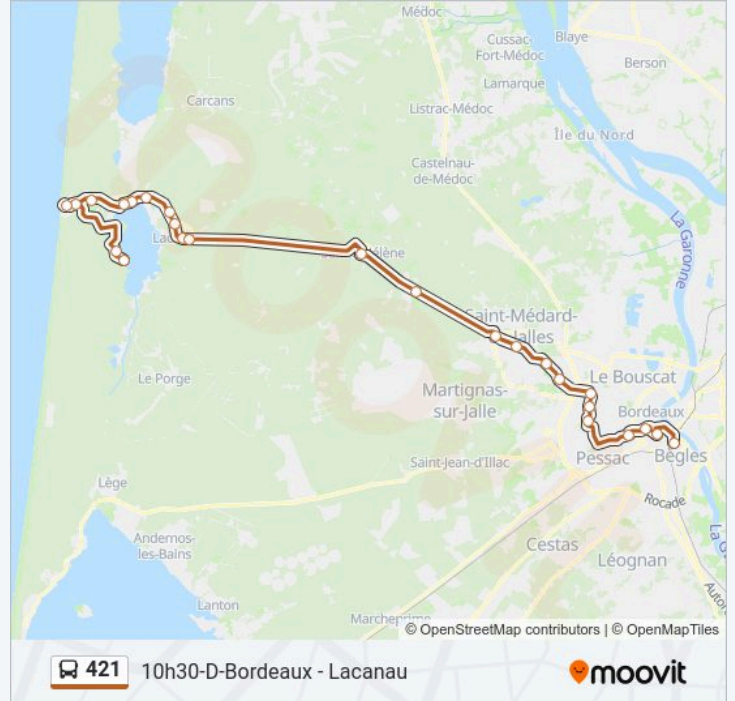 Médoc
Cussac-
Fort-Médoc
Blaye
Berson
Lamarque
Carcans
Listrac-Médoc
Île du Nord
Castelnau-
de-Médoc
La Garonne
Saint-Médard-
Le Porge
Le Bouscat
Martignas-
sur-Jalle
Bordeaux
Saint-Jean-d'Illac
Pessac
Bègles
Lège
Rocade
Andernos-
les-Bains
Cestas
Léognan
Lanton
Marcheprime
© OpenStreetMap contributors | © OpenMapTiles
421 10h30-D-Bordeaux - Lacanau
moovit